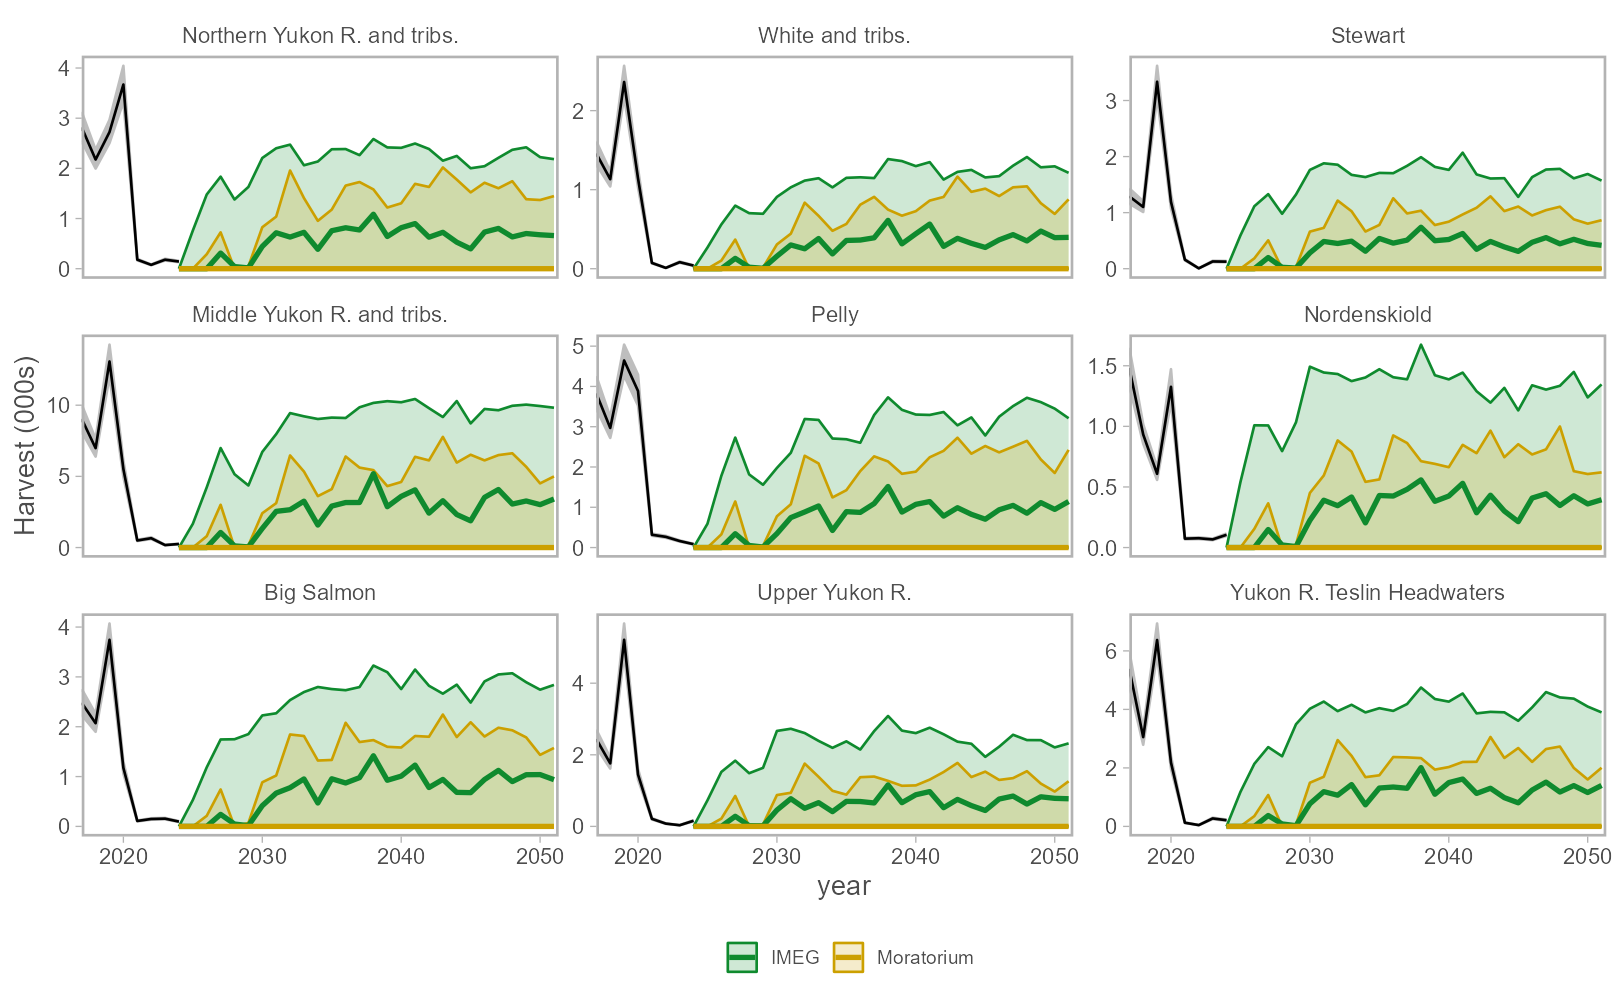 Northern Yukon R. and tribs.
White and tribs.
Stewart
4
3
2
1
0
2
1
0
3
2
1
0
Middle Yukon R. and tribs.
Pelly
Nordenskiold
10
5
0
5
4
3
2
1
0
1.5
1.0
0.5
0.0
Harvest (000s)
Big Salmon
Upper Yukon R.
Yukon R. Teslin Headwaters
4
3
2
1
0
4
2
0
6
4
2
0
2020 2030 2040 2050
2020 2030 2040 2050
2020 2030 2040 2050
year
IMEG Moratorium